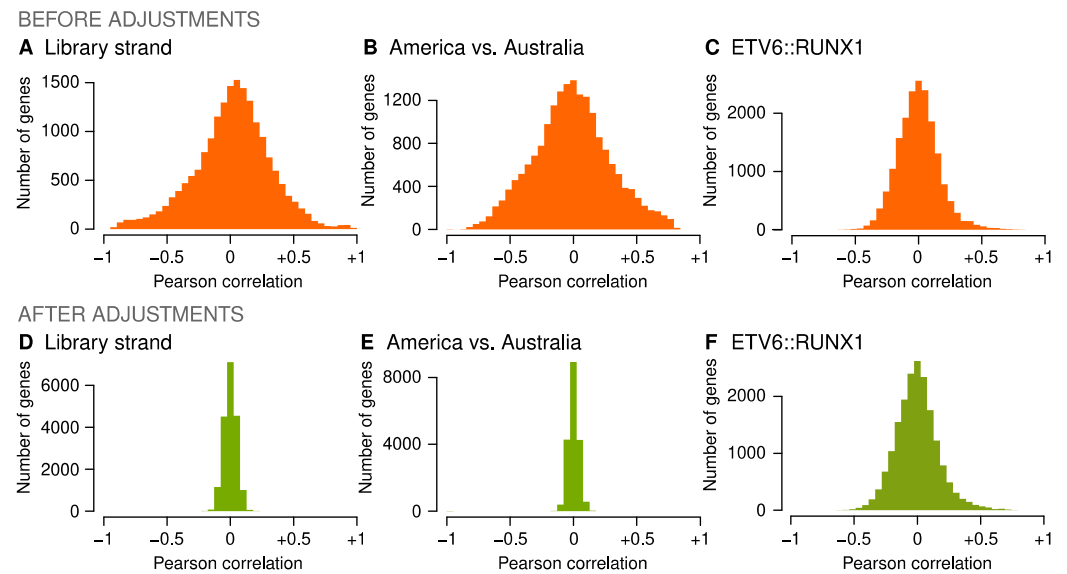 BEFORE ADJUSTMENTS
A Library strand
Number of genes
1500
1000
500
0
−1 −0.5 0 +0.5 +1
Pearson correlation
B America vs. Australia
Number of genes
1200
800
400
0
−1 −0.5 0 +0.5 +1
Pearson correlation
C ETV6::RUNX1
Number of genes
2000
1000
0
−1 −0.5 0 +0.5 +1
Pearson correlation
AFTER ADJUSTMENTS
D Library strand
Number of genes
6000
4000
2000
0
−1 −0.5 0 +0.5 +1
Pearson correlation
E America vs. Australia
Number of genes
8000
4000
0
−1 −0.5 0 +0.5 +1
Pearson correlation
F ETV6::RUNX1
Number of genes
2000
1000
0
−1 −0.5 0 +0.5 +1
Pearson correlation